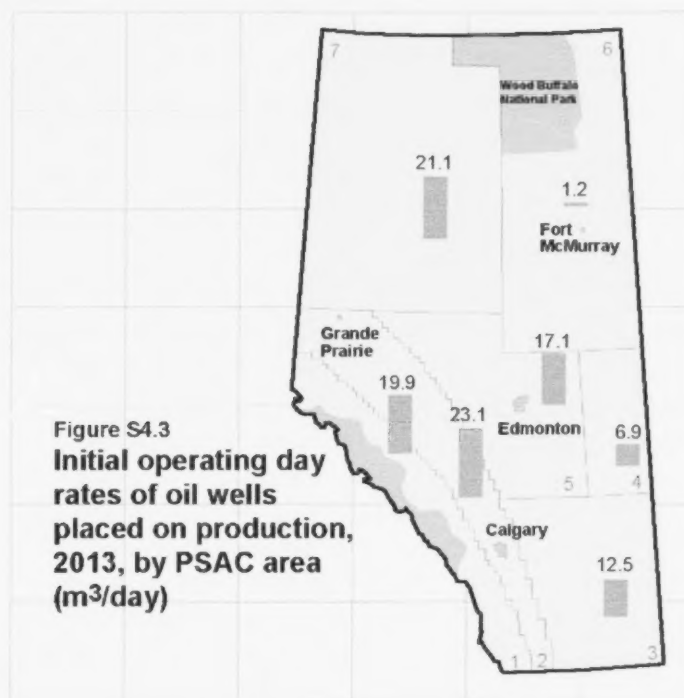 7
6
Wood Buffalo
National Park
21.1
1.2
Fort
McMurray
Grande
Prairie
17.1
19.9
23.1
Edmonton
6.9
5
4
Figure S4.3
Initial operating day
rates of oil wells
placed on production,
2013, by PSAC area
(m³/day)
Calgary
12.5
1
2
3